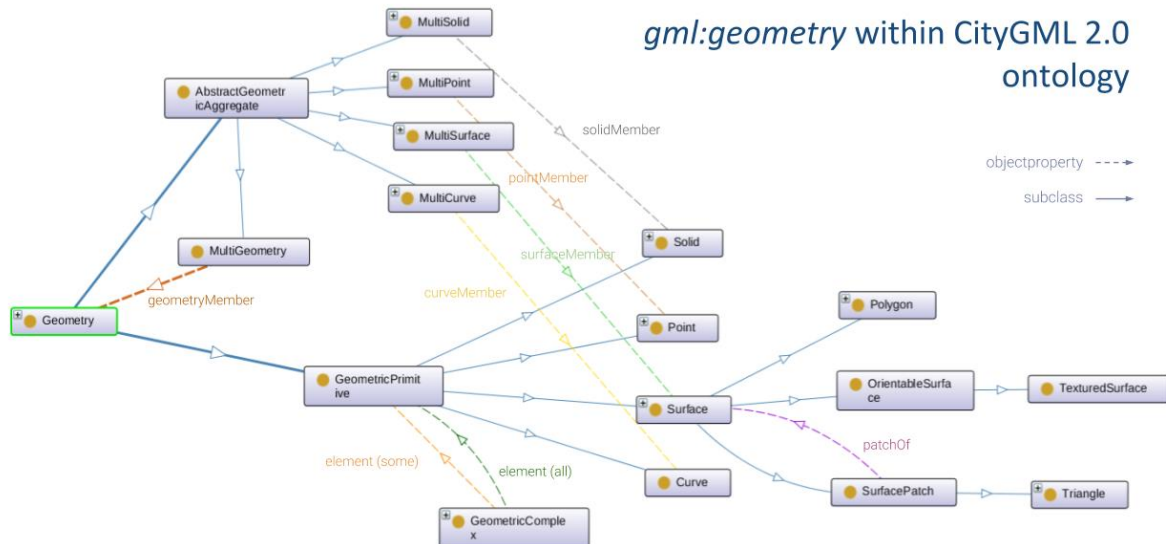 gml:geometry within CityGML 2.0
ontology
MultiSolid
AbstractGeometr
icAggregate
MultiPoint
MultiSurface
solidMember
objectproperty
pointMember
MultiCurve
subclass
MultiGeometry
Solid
surfaceMember
geometryMember
curveMember
Polygon
Geometry
Point
GeometricPrimit
ive
OrientableSurfa
ce
TexturedSurface
Surface
patchOf
element (some)
element (all)
Curve
SurfacePatch
Triangle
GeometricComple
x